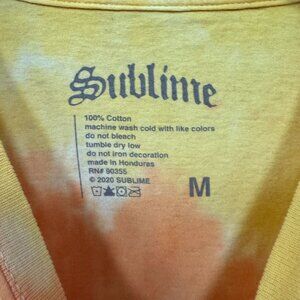 Sublime
100% Cotton
machine wash cold with like colors
do not bleach
tumble dry low
do not iron decoration
made in Honduras
RN# 90355
© 2020 SUBLIME
M